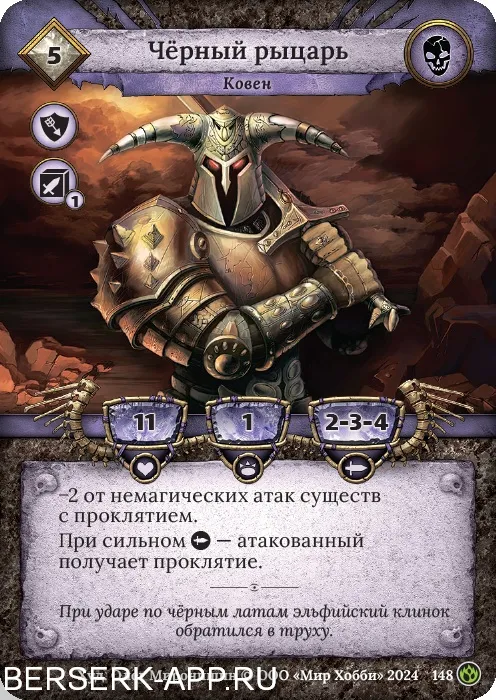 5
Чёрный рыцарь
Ковен
1
11
1
2-3-4
–2 от немагических атак существ
с проклятием.
При сильном — атакованный
получает проклятие.
При ударе по чёрным латам эльфийский клинок
обратился в труху.
© ООО «Мир Хобби» 2024 148
BERSERK-APP.RU